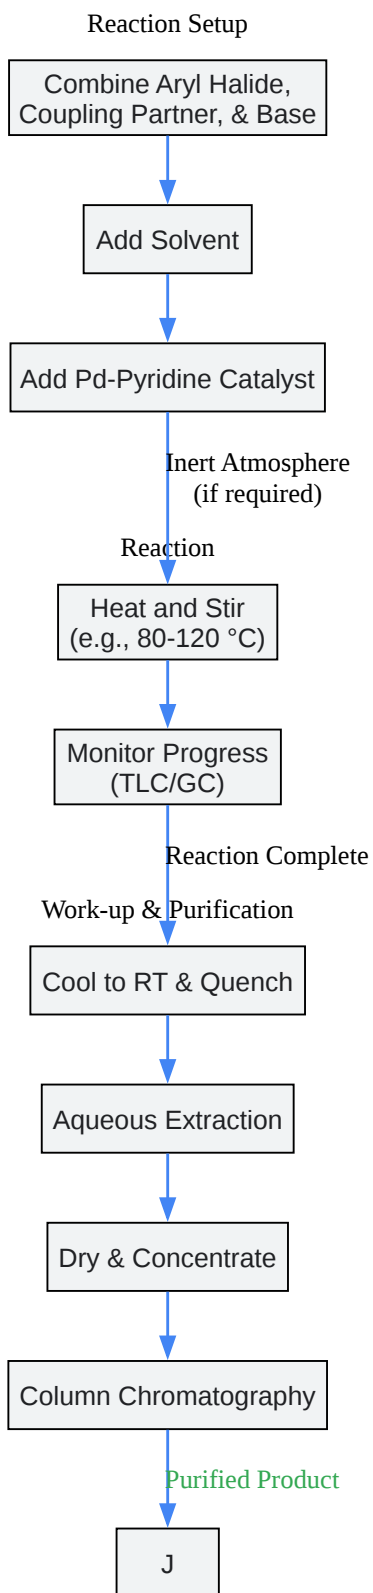 Reaction Setup
Combine Aryl Halide,
Coupling Partner, & Base
Add Solvent
Add Pd-Pyridine Catalyst
Inert Atmosphere
(if required)
Reaction
Heat and Stir
(e.g., 80-120 °C)
Monitor Progress
(TLC/GC)
Reaction Complete
Work-up & Purification
Cool to RT & Quench
Aqueous Extraction
Dry & Concentrate
Column Chromatography
Purified Product
J